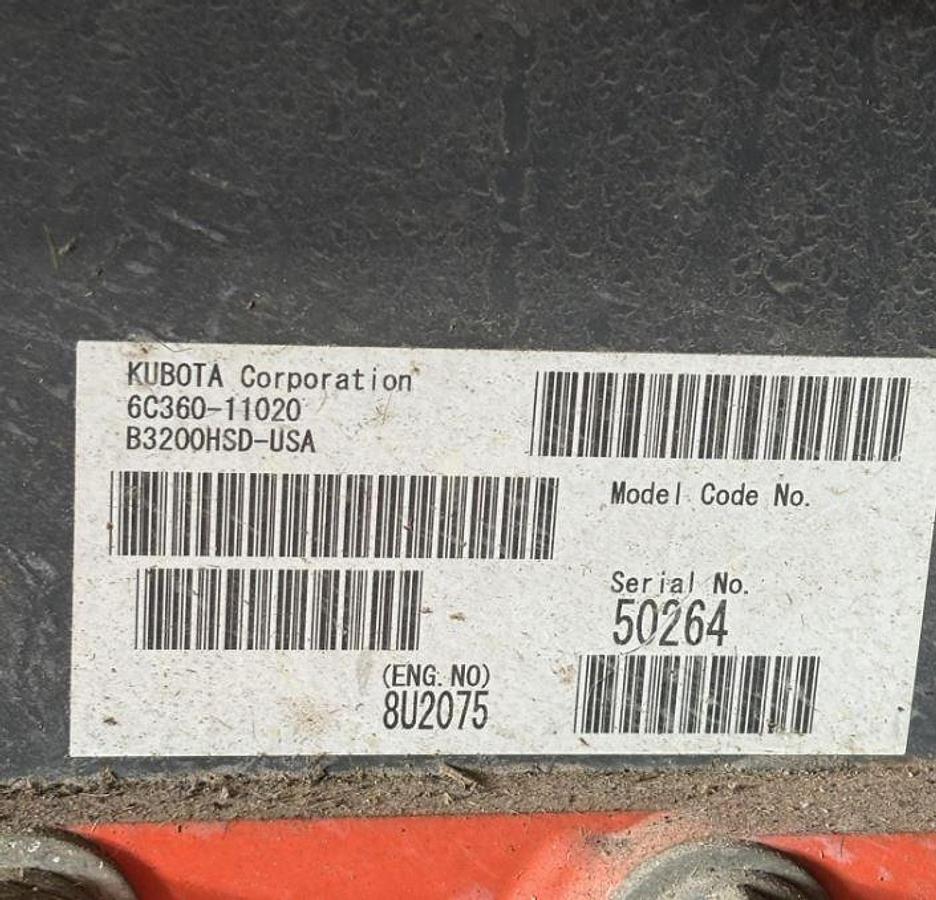 KUBOTA Corporation
6C360-11020
B3200HSD-USA
Model Code No.
Serial No.
50264
(ENG. NO)
8U2075